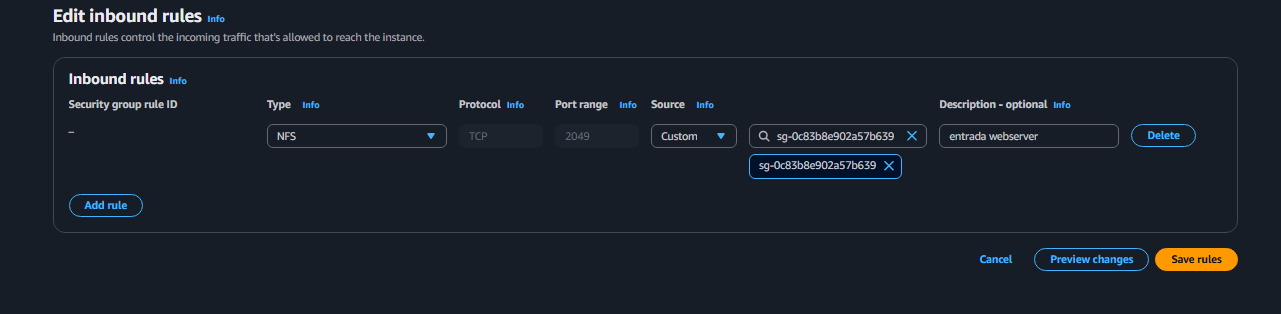 Edit inbound rules Info
Inbound rules control the incoming traffic that's allowed to reach the instance.
Inbound rules Info
Security group rule ID Type Info Protocol Info Port range Info Source Info Description - optional Info
– NFS TCP 2049 Custom sg-0c83b8e902a57b639 entrada webserver Delete
sg-0c83b8e902a57b639
Add rule
Cancel Preview changes Save rules